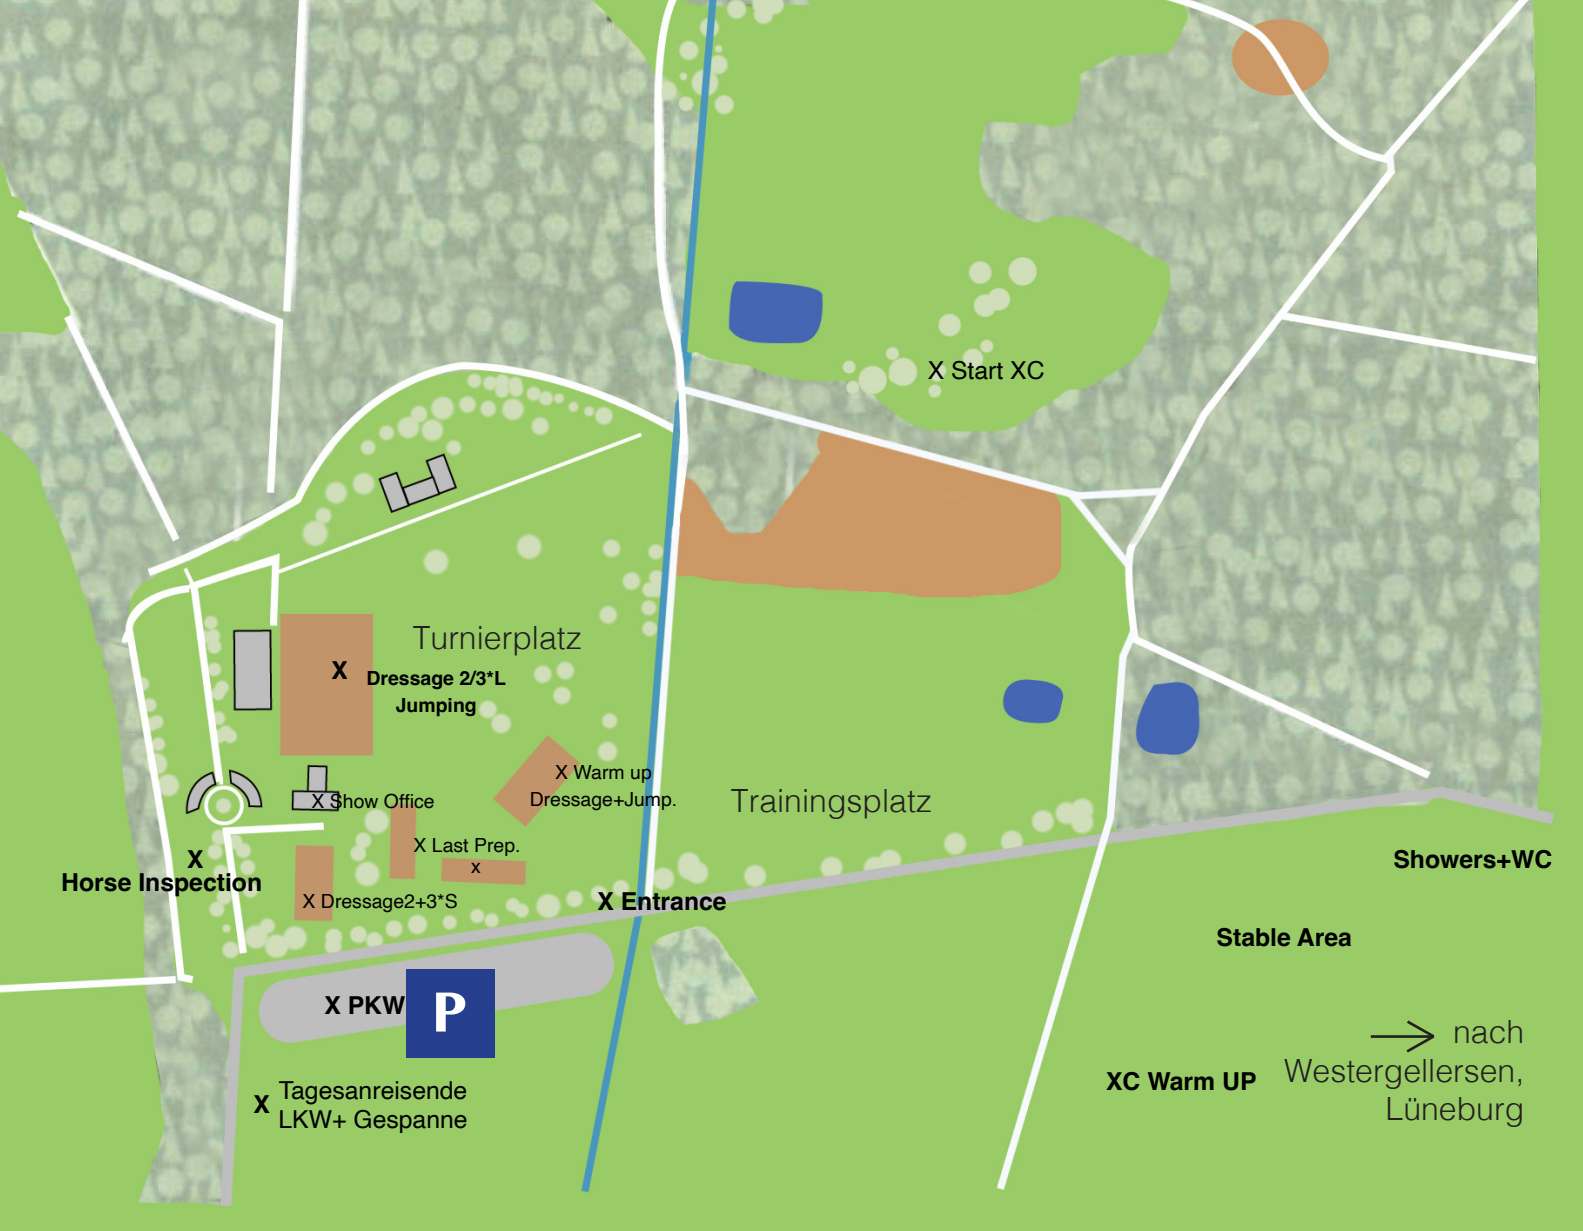 X Start XC
Turnierplatz
X
Dressage 2/3*L
Jumping
X Warm up
Dressage+Jump.
X Show Office
Trainingsplatz
X Last Prep.
x
X
Horse Inspection
X Dressage2+3*S
X Entrance
Showers+WC
Stable Area
X PKW
P
nach
Westergellersen,
Lüneburg
XC Warm UP
X
Tagesanreisende
LKW+ Gespanne